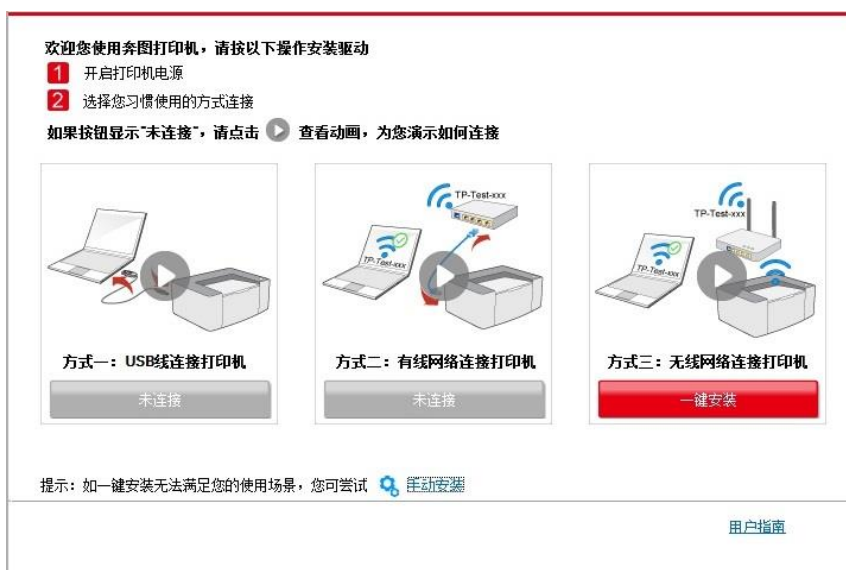 欢迎您使用奔图打印机，请按以下操作安装驱动
1 开启打印机电源
2 选择您习惯使用的方式连接
如果按钮显示"未连接"，请点击 查看动画，为您演示如何连接
TP-Test-xxx
TP-Test-xxx
TP-Test-xxx
TP-Test-xxx
方式一：USB线连接打印机
方式二：有线网络连接打印机
方式三：无线网络连接打印机
未连接
未连接
一键安装
提示：如一键安装无法满足您的使用场景，您可尝试 手动安装
用户指南